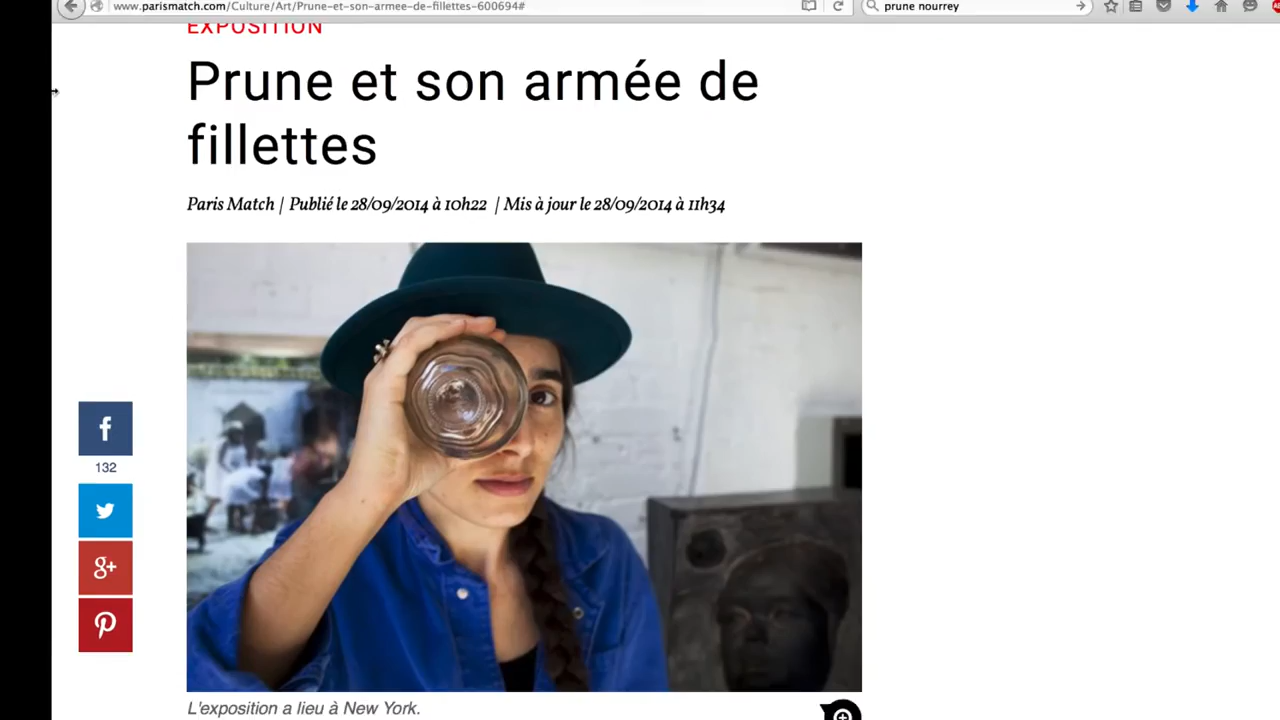 www.parismatch.com/Culture/Art/Prune-et-son-armee-de-fillettes-600694#
prune nourrey
EXPOSITION
Prune et son armée de
fillettes
Paris Match | Publié le 28/09/2014 à 10h22 | Mis à jour le 28/09/2014 à 11h34
f
132
g+
L'exposition a lieu à New York.